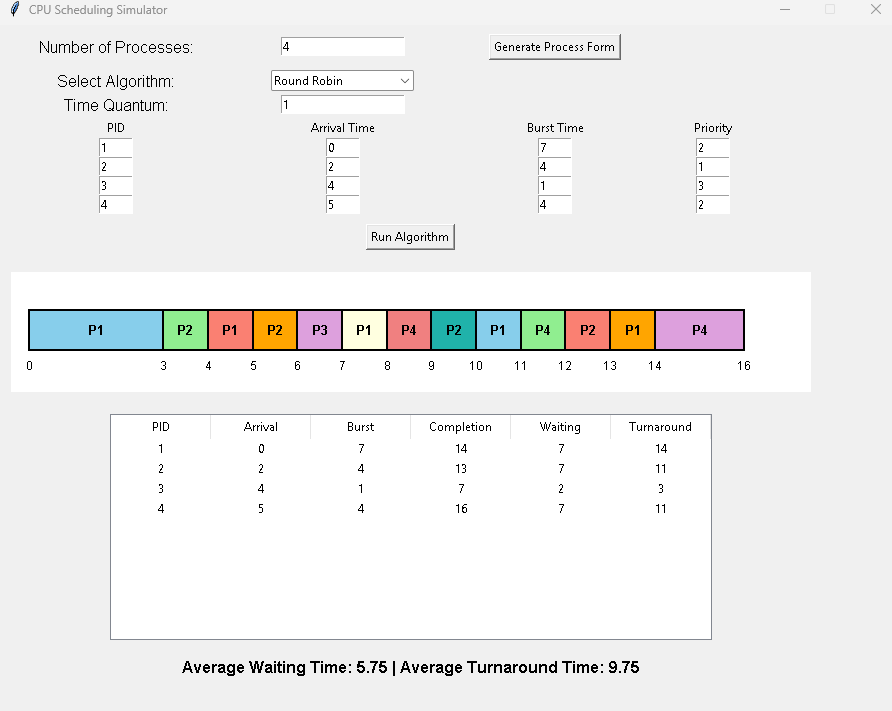 CPU Scheduling Simulator
Number of Processes: 4 Generate Process Form
Select Algorithm: Round Robin
Time Quantum: 1
PID Arrival Time Burst Time Priority
1 0 7 2
2 2 4 1
3 4 1 3
4 5 4 2
Run Algorithm
P1 P2 P1 P2 P3 P1 P4 P2 P1 P4 P2 P1 P4
0 3 4 5 6 7 8 9 10 11 12 13 14 16
PID Arrival Burst Completion Waiting Turnaround
1 0 7 14 7 14
2 2 4 13 7 11
3 4 1 7 2 3
4 5 4 16 7 11
Average Waiting Time: 5.75 | Average Turnaround Time: 9.75